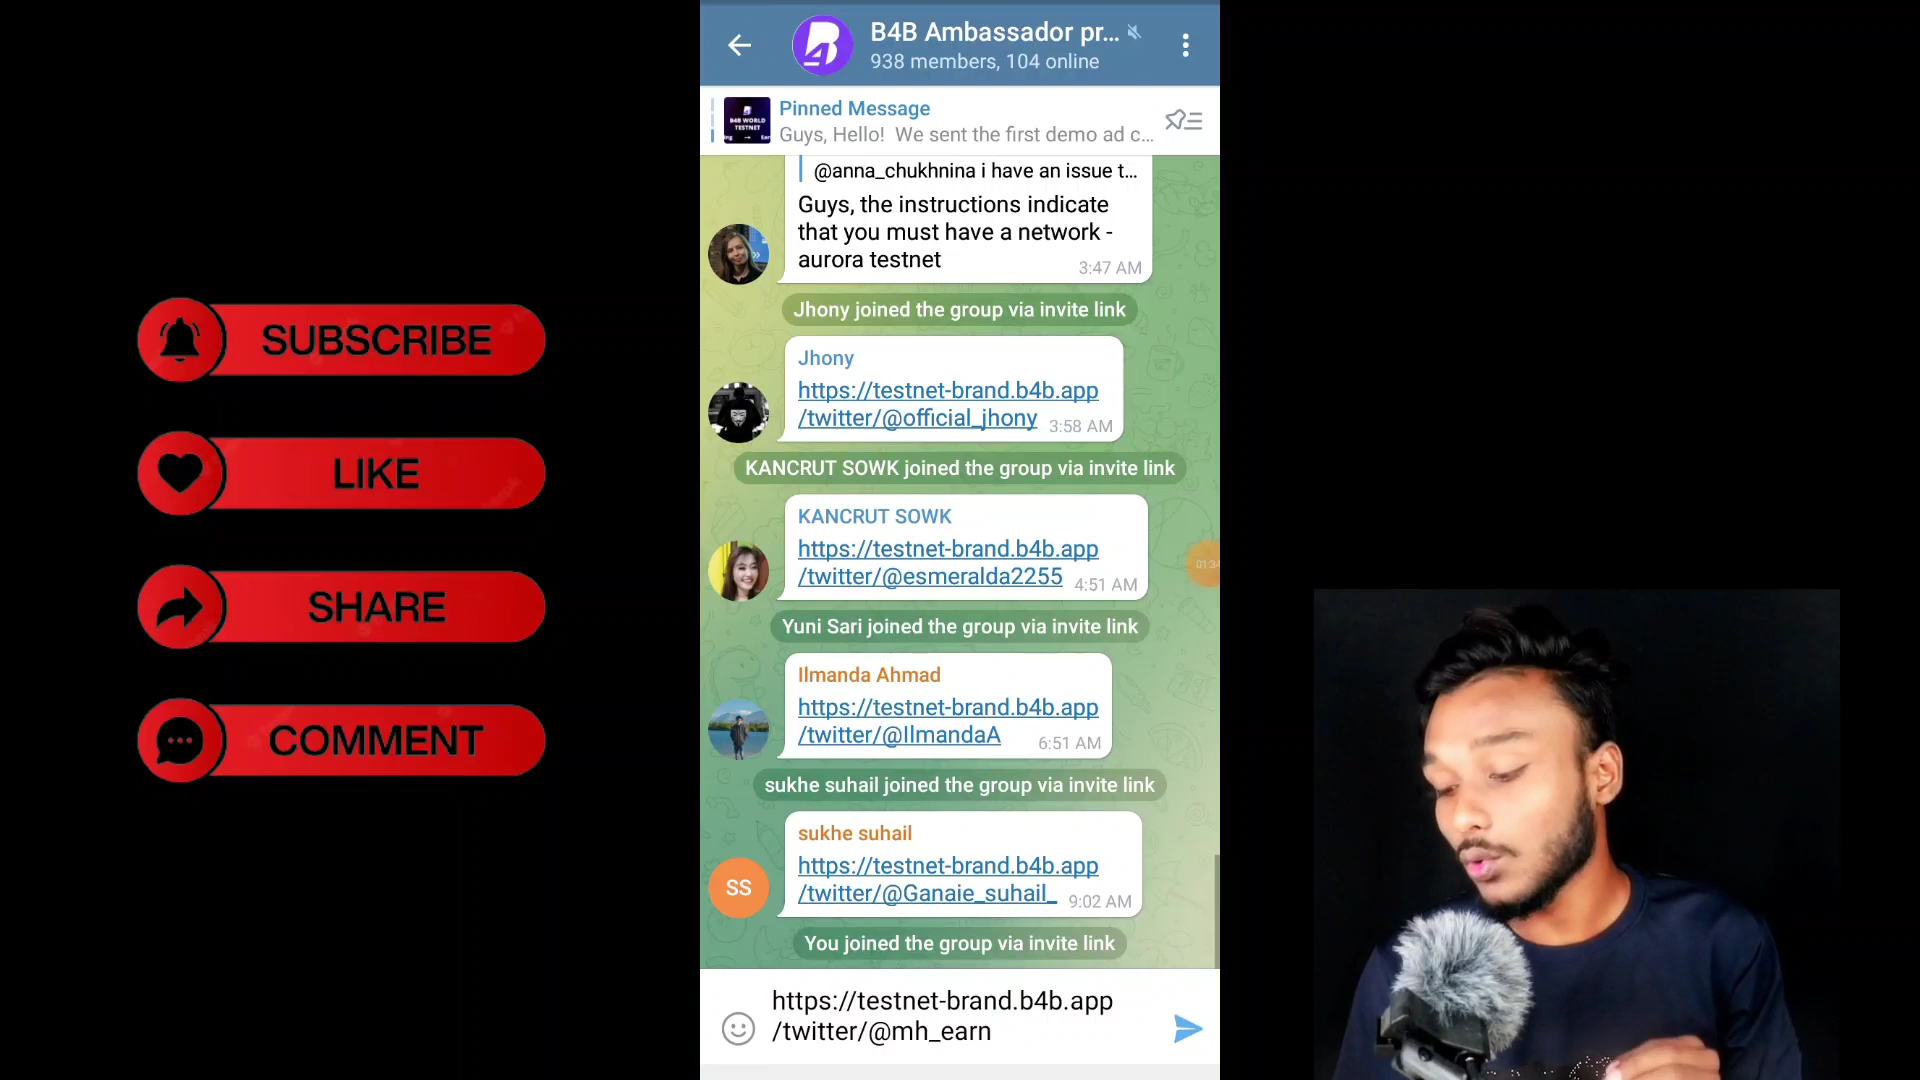 SUBSCRIBE
LIKE
SHARE
COMMENT
B4B Ambassador pr...
938 members, 104 online
Pinned Message
Guys, Hello!  We sent the first demo ad c...
B4B WORLD
TESTNET
@anna_chukhnina i have an issue t...
Guys, the instructions indicate
that you must have a network -
aurora testnet
3:47 AM
Jhony joined the group via invite link
Jhony
https://testnet-brand.b4b.app
/twitter/@official_jhony 3:58 AM
KANCRUT SOWK joined the group via invite link
KANCRUT SOWK
https://testnet-brand.b4b.app
/twitter/@esmeralda2255 4:51 AM
Yuni Sari joined the group via invite link
Ilmanda Ahmad
https://testnet-brand.b4b.app
/twitter/@IlmandaA 6:51 AM
sukhe suhail joined the group via invite link
sukhe suhail
https://testnet-brand.b4b.app
SS
/twitter/@Ganaie_suhail_ 9:02 AM
You joined the group via invite link
https://testnet-brand.b4b.app
/twitter/@mh_earn